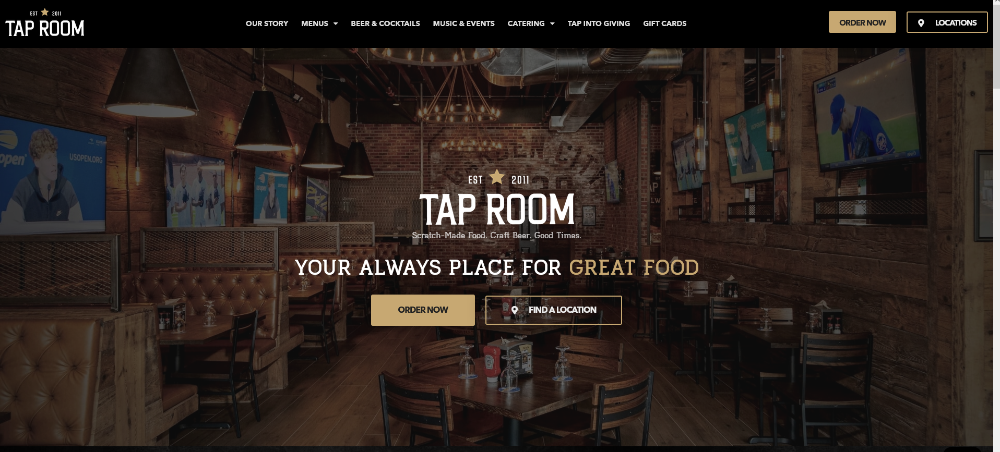 EST 2011
TAP ROOM
OUR STORY MENUS BEER & COCKTAILS MUSIC & EVENTS CATERING TAP INTO GIVING GIFT CARDS
ORDER NOW LOCATIONS
USOPEN.ORG
open
USOPEN.ORG
EST 2011
TAP ROOM
Scratch-Made Food. Craft Beer. Good Times.
YOUR ALWAYS PLACE FOR GREAT FOOD
ORDER NOW FIND A LOCATION